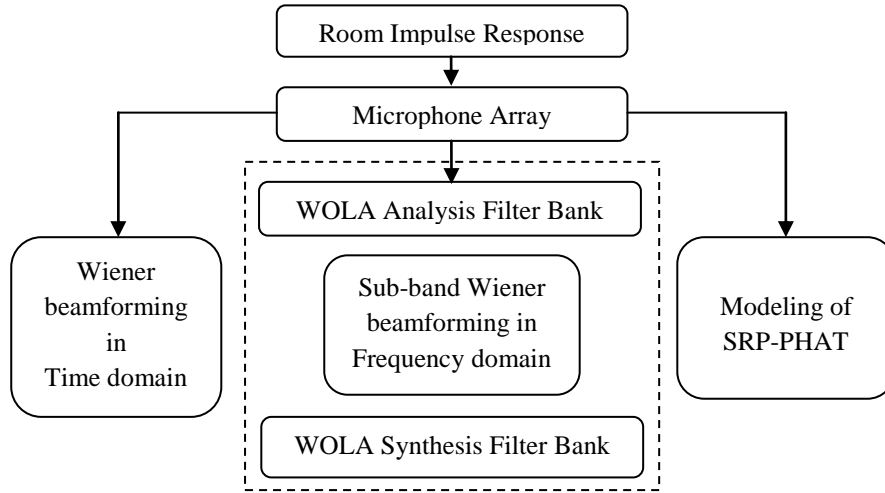 Room Impulse Response
Microphone Array
WOLA Analysis Filter Bank
Wiener
beamforming
in
Time domain
Sub-band Wiener
beamforming in
Frequency domain
Modeling of
SRP-PHAT
WOLA Synthesis Filter Bank